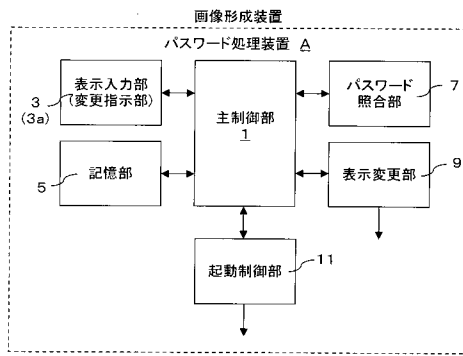 画像形成装置
パスワード処理装置 A
表示入力部
(変更指示部)
3
(3a)
主制御部
1
パスワード
照合部
7
記憶部
5
表示変更部
9
起動制御部
11